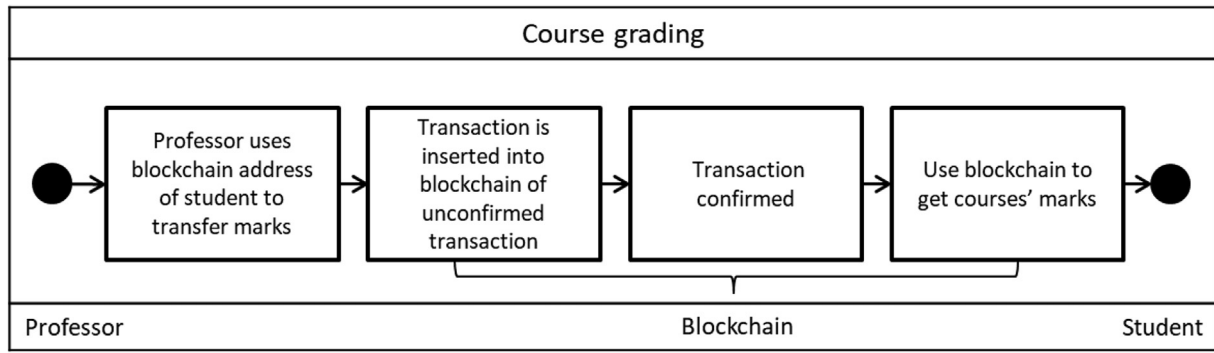 Course grading
Professor uses
blockchain address
of student to
transfer marks
Transaction is
inserted into
blockchain of
unconfirmed
transaction
Transaction
confirmed
Use blockchain to
get courses’ marks
Professor
Blockchain
Student